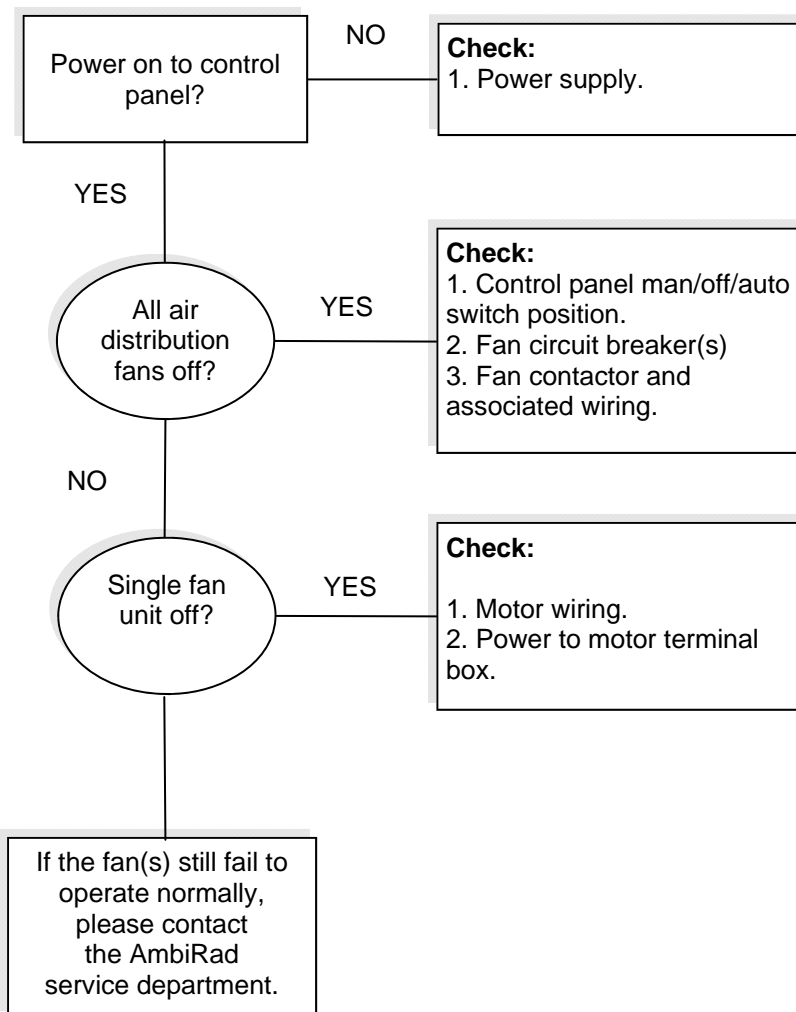 Power on to control
panel?
NO
Check:
1. Power supply.
YES
All air
distribution
fans off?
YES
Check:
1. Control panel man/off/auto
switch position.
2. Fan circuit breaker(s)
3. Fan contactor and
associated wiring.
NO
Single fan
unit off?
YES
Check:
1. Motor wiring.
2. Power to motor terminal
box.
If the fan(s) still fail to
operate normally,
please contact
the AmbiRad
service department.